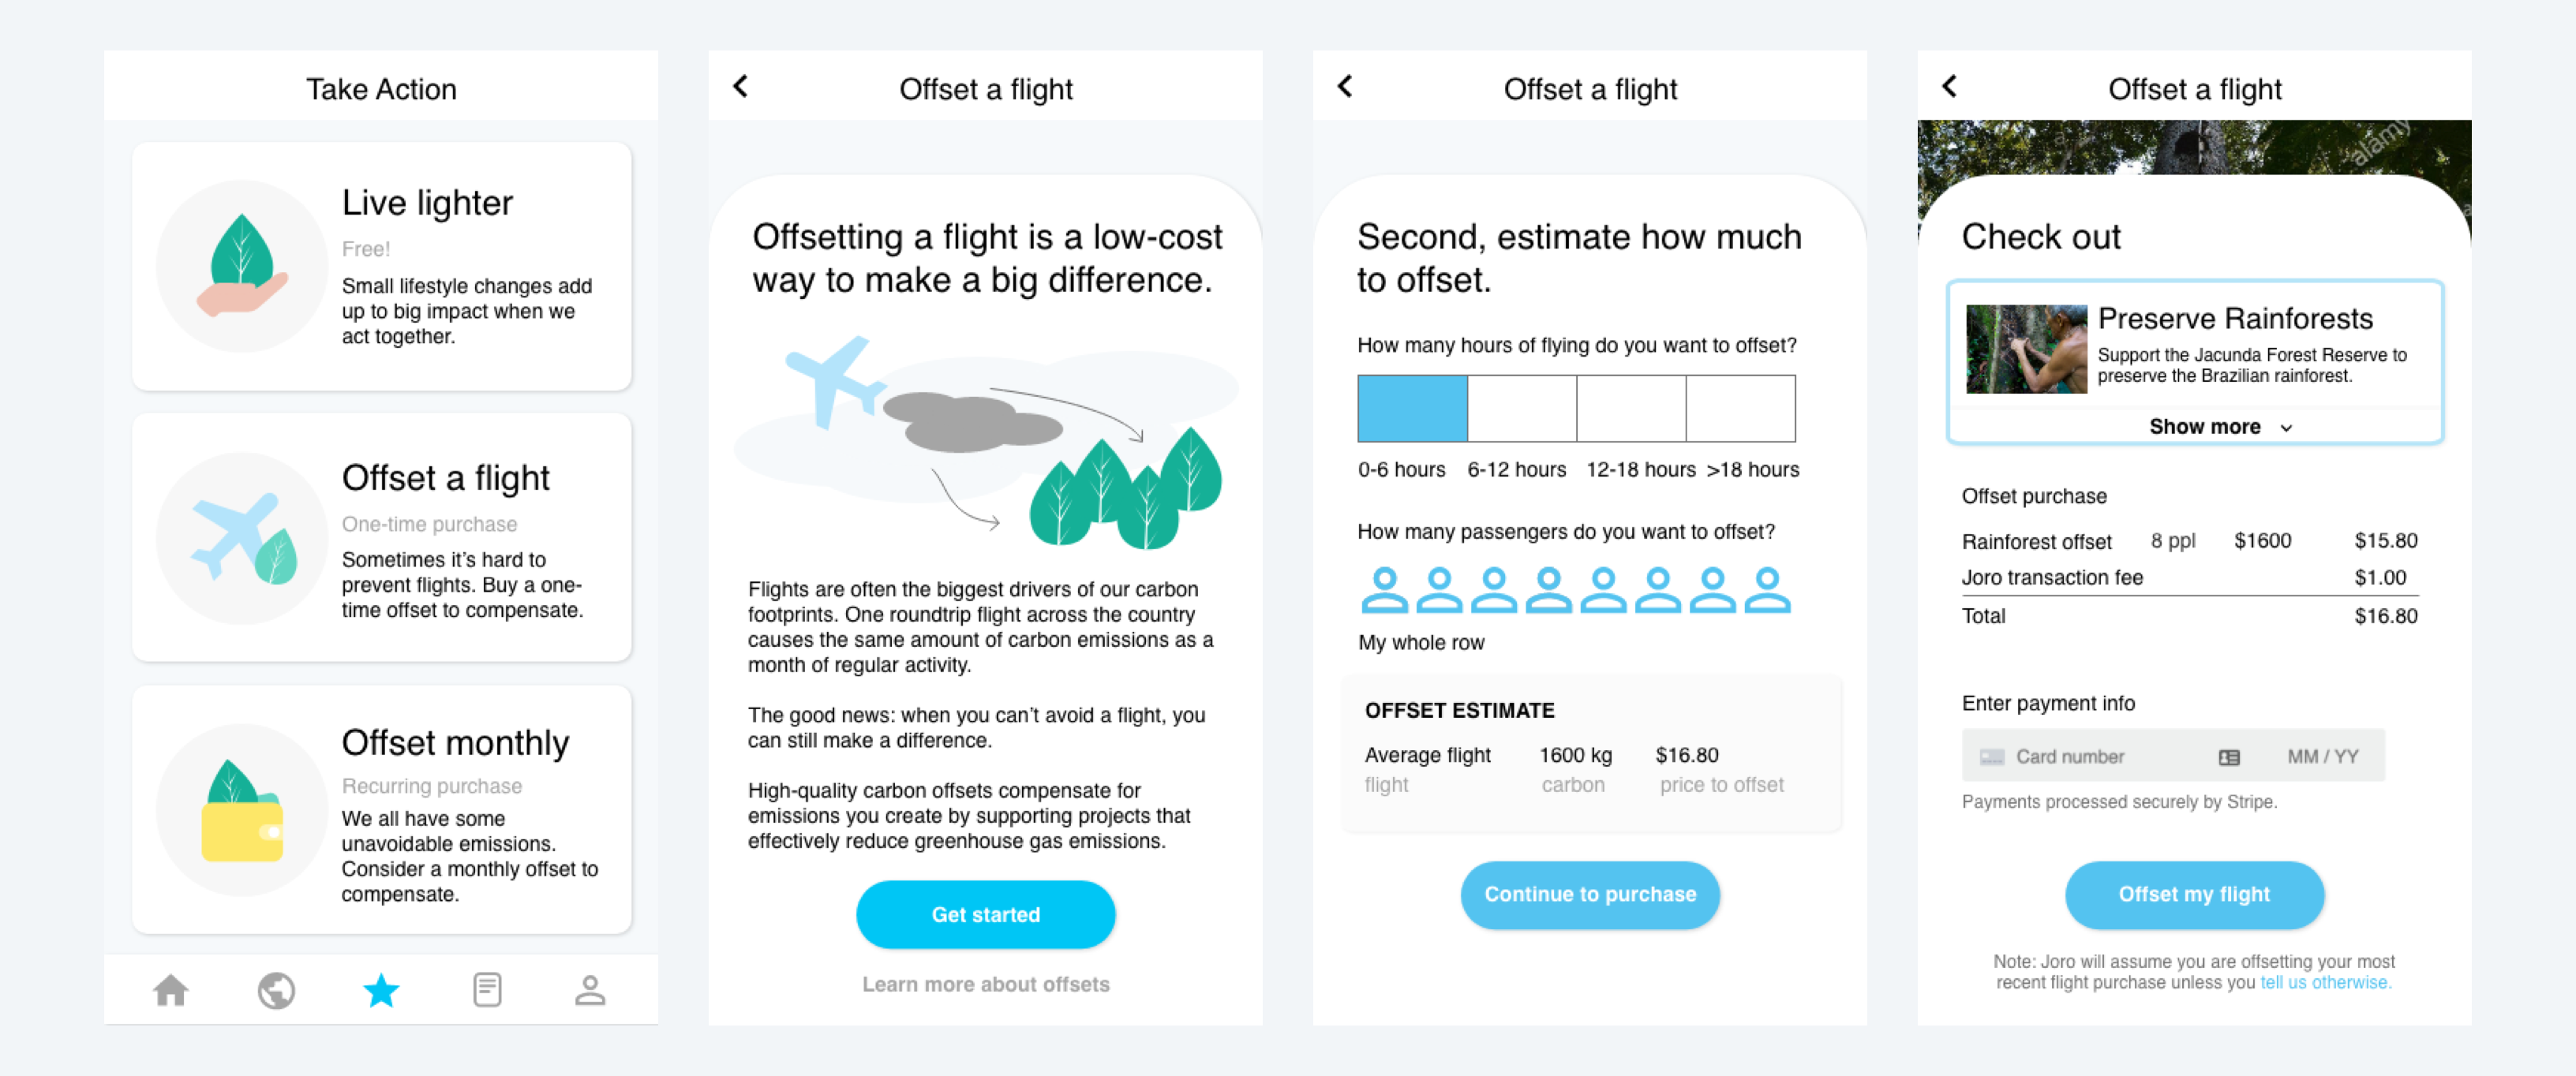 Take Action
Live lighter
Free!
Small lifestyle changes add
up to big impact when we
act together.
Offset a flight
One-time purchase
Sometimes it's hard to
prevent flights. Buy a one-
time offset to compensate.
Offset monthly
Recurring purchase
We all have some
unavoidable emissions.
Consider a monthly offset to
compensate.
Offset a flight
Offsetting a flight is a low-cost
way to make a big difference.
Flights are often the biggest drivers of our carbon
footprints. One roundtrip flight across the country
causes the same amount of carbon emissions as a
month of regular activity.
The good news: when you can't avoid a flight, you
can still make a difference.
High-quality carbon offsets compensate for
emissions you create by supporting projects that
effectively reduce greenhouse gas emissions.
Get started
Learn more about offsets
Offset a flight
Second, estimate how much
to offset.
How many hours of flying do you want to offset?
0-6 hours 6-12 hours 12-18 hours >18 hours
How many passengers do you want to offset?
My whole row
OFFSET ESTIMATE
Average flight 1600 kg $16.80
flight carbon price to offset
Continue to purchase
Offset a flight
alamy
Check out
Preserve Rainforests
Support the Jacunda Forest Reserve to
preserve the Brazilian rainforest.
Show more
Offset purchase
Rainforest offset 8 ppl $1600 $15.80
Joro transaction fee $1.00
Total $16.80
Enter payment info
Card number MM / YY
Payments processed securely by Stripe.
Offset my flight
Note: Joro will assume you are offsetting your most
recent flight purchase unless you tell us otherwise.